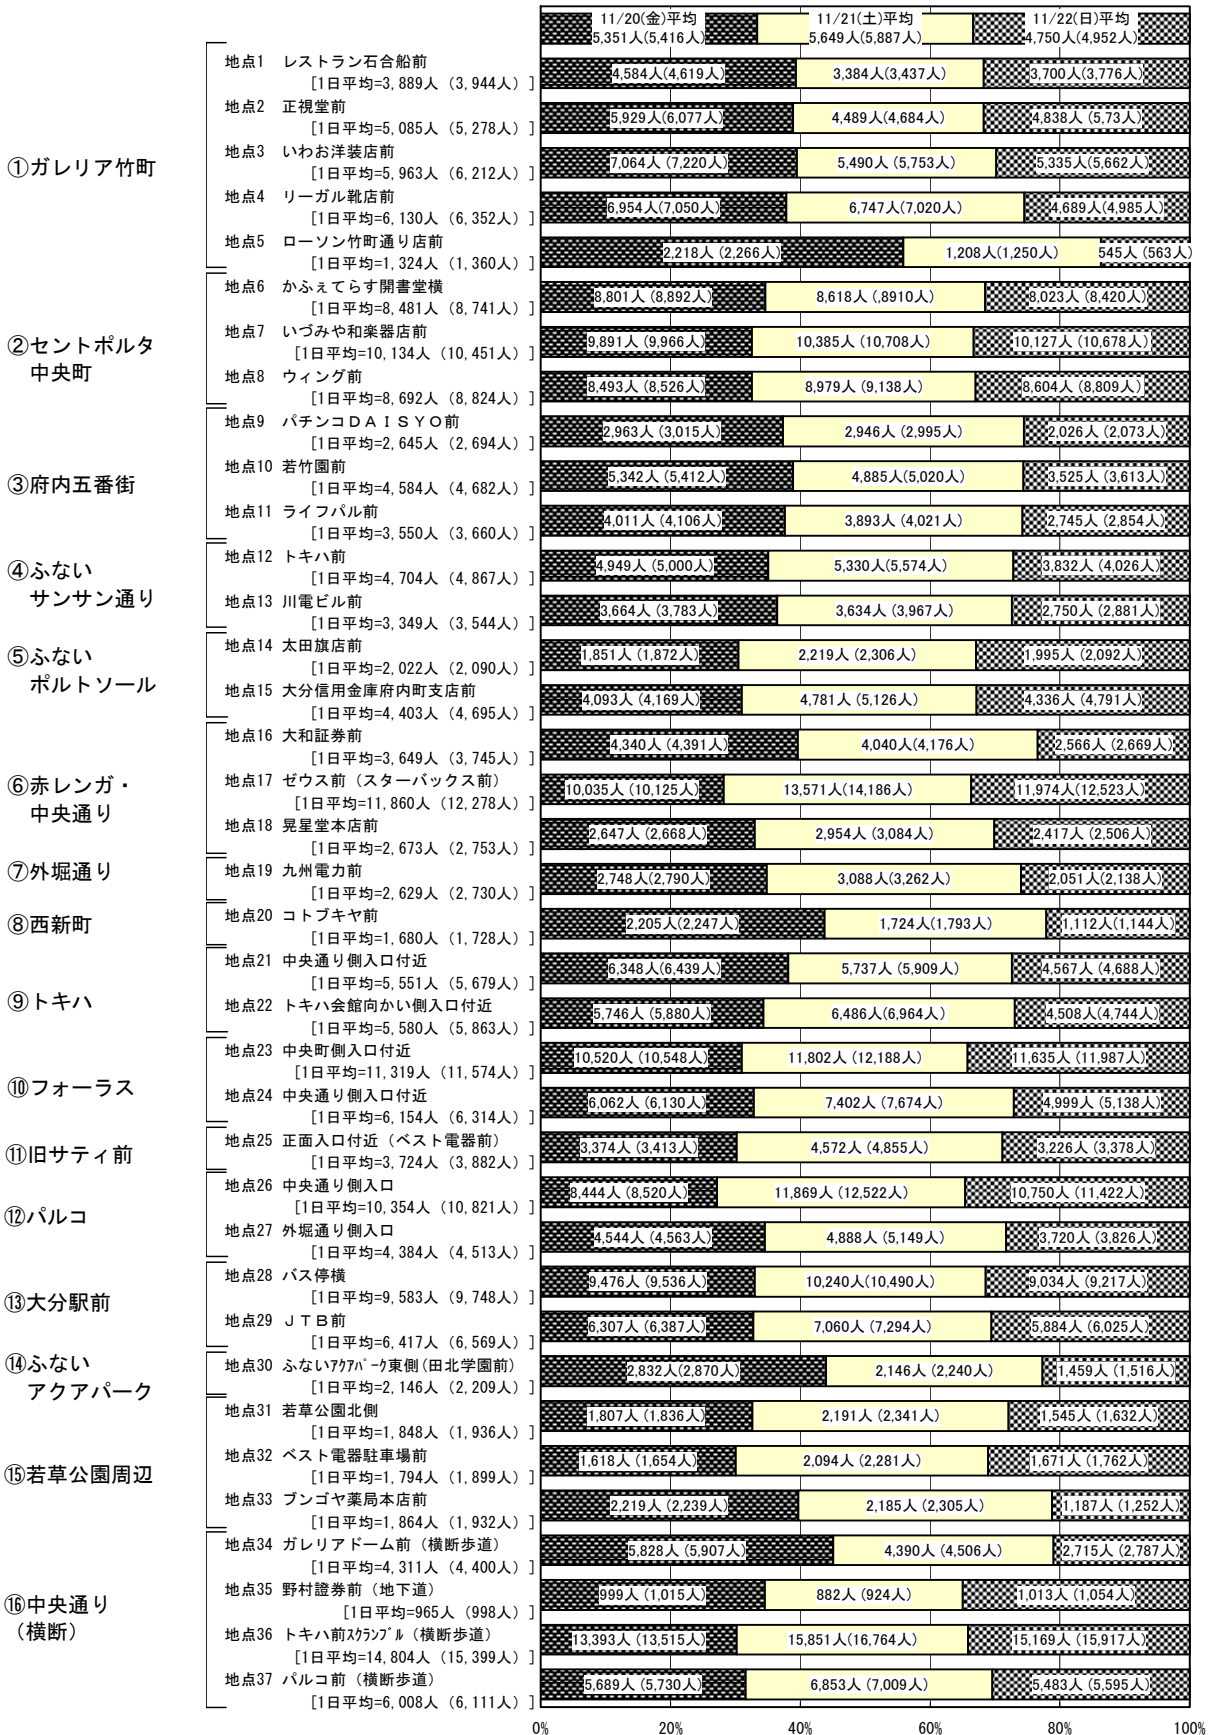 11/20(金)平均 11/21(土)平均 11/22(日)平均
5,351人(5,416人) 5,649人(5,887人) 4,750人(4,952人)
①ガレリア竹町
地点1 レストラン石合船前
[1日平均=3,889人 (3,944人) ]
4,584人(4,619人) 3,384人(3,437人) 3,700人(3,776人)
地点2 正視堂前
[1日平均=5,085人 (5,278人) ]
5,929人(6,077人) 4,489人(4,684人) 4,838人(5,73人)
地点3 いわお洋装店前
[1日平均=5,963人 (6,212人) ]
7,064人(7,220人) 5,490人(5,753人) 5,335人(5,662人)
地点4 リーガル靴店前
[1日平均=6,130人 (6,352人) ]
6,954人(7,050人) 6,747人(7,020人) 4,689人(4,985人)
地点5 ローソン竹町通り店前
[1日平均=1,324人 (1,360人) ]
2,218人(2,266人) 1,208人(1,250人) 545人(563人)
②セントポルタ
中央町
地点6 かふぇてらす開書堂横
[1日平均=8,481人 (8,741人) ]
8,801人(8,892人) 8,618人(,8910人) 8,023人(8,420人)
地点7 いづみや和楽器店前
[1日平均=10,134人 (10,451人) ]
9,891人(9,966人) 10,385人(10,708人) 10,127人(10,678人)
地点8 ウィング前
[1日平均=8,692人 (8,824人) ]
8,493人(8,526人) 8,979人(9,138人) 8,604人(8,809人)
③府内五番街
地点9 パチンコDAISYO前
[1日平均=2,645人 (2,694人) ]
2,963人(3,015人) 2,946人(2,995人) 2,026人(2,073人)
地点10 若竹園前
[1日平均=4,584人 (4,682人) ]
5,342人(5,412人) 4,885人(5,020人) 3,525人(3,613人)
地点11 ライフパル前
[1日平均=3,550人 (3,660人) ]
4,011人(4,106人) 3,893人(4,021人) 2,745人(2,854人)
④ふない
サンサン通り
地点12 トキハ前
[1日平均=4,704人 (4,867人) ]
4,949人(5,000人) 5,330人(5,574人) 3,832人(4,026人)
地点13 川電ビル前
[1日平均=3,349人 (3,544人) ]
3,664人(3,783人) 3,634人(3,967人) 2,750人(2,881人)
⑤ふない
ポルトソール
地点14 太田旗店前
[1日平均=2,022人 (2,090人) ]
1,851人(1,872人) 2,219人(2,306人) 1,995人(2,092人)
地点15 大分信用金庫府内町支店前
[1日平均=4,403人 (4,695人) ]
4,093人(4,169人) 4,781人(5,126人) 4,336人(4,791人)
⑥赤レンガ・
中央通り
地点16 大和証券前
[1日平均=3,649人 (3,745人) ]
4,340人(4,391人) 4,040人(4,176人) 2,566人(2,669人)
地点17 ゼウス前 (スターバックス前)
[1日平均=11,860人 (12,278人) ]
10,035人(10,125人) 13,571人(14,186人) 11,974人(12,523人)
地点18 晃星堂本店前
[1日平均=2,673人 (2,753人) ]
2,647人(2,668人) 2,954人(3,084人) 2,417人(2,506人)
⑦外堀通り
地点19 九州電力前
[1日平均=2,629人 (2,730人) ]
2,748人(2,790人) 3,088人(3,262人) 2,051人(2,138人)
⑧西新町
地点20 コトブキヤ前
[1日平均=1,680人 (1,728人) ]
2,205人(2,247人) 1,724人(1,793人) 1,112人(1,144人)
⑨トキハ
地点21 中央通り側入口付近
[1日平均=5,551人 (5,679人) ]
6,348人(6,439人) 5,737人(5,909人) 4,567人(4,688人)
地点22 トキハ会館向かい側入口付近
[1日平均=5,580人 (5,863人) ]
5,746人(5,880人) 6,486人(6,964人) 4,508人(4,744人)
⑩フォーラス
地点23 中央町側入口付近
[1日平均=11,319人 (11,574人) ]
10,520人(10,548人) 11,802人(12,188人) 11,635人(11,987人)
地点24 中央通り側入口付近
[1日平均=6,154人 (6,314人) ]
6,062人(6,130人) 7,402人(7,674人) 4,999人(5,138人)
⑪旧サティ前
地点25 正面入口付近 (ベスト電器前)
[1日平均=3,724人 (3,882人) ]
3,374人(3,413人) 4,572人(4,855人) 3,226人(3,378人)
⑫パルコ
地点26 中央通り側入口
[1日平均=10,354人 (10,821人) ]
8,444人(8,520人) 11,869人(12,522人) 10,750人(11,422人)
地点27 外堀通り側入口
[1日平均=4,384人 (4,513人) ]
4,544人(4,563人) 4,888人(5,149人) 3,720人(3,826人)
⑬大分駅前
地点28 バス停横
[1日平均=9,583人 (9,748人) ]
9,476人(9,536人) 10,240人(10,490人) 9,034人(9,217人)
地点29 JTB前
[1日平均=6,417人 (6,569人) ]
6,307人(6,387人) 7,060人(7,294人) 5,884人(6,025人)
⑭ふない
アクアパーク
地点30 ふないアクアパーク東側(田北学園前)
[1日平均=2,146人 (2,209人) ]
2,832人(2,870人) 2,146人(2,240人) 1,459人(1,516人)
⑮若草公園周辺
地点31 若草公園北側
[1日平均=1,848人 (1,936人) ]
1,807人(1,836人) 2,191人(2,341人) 1,545人(1,632人)
地点32 ベスト電器駐車場前
[1日平均=1,794人 (1,899人) ]
1,618人(1,654人) 2,094人(2,281人) 1,671人(1,762人)
地点33 ブンゴヤ薬局本店前
[1日平均=1,864人 (1,932人) ]
2,219人(2,239人) 2,185人(2,305人) 1,187人(1,252人)
⑯中央通り
(横断)
地点34 ガレリアドーム前 (横断歩道)
[1日平均=4,311人 (4,400人) ]
5,828人(5,907人) 4,390人(4,506人) 2,715人(2,787人)
地点35 野村證券前 (地下道)
[1日平均=965人 (998人) ]
999人(1,015人) 882人(924人) 1,013人(1,054人)
地点36 トキハ前スクランブル (横断歩道)
[1日平均=14,804人 (15,399人) ]
13,393人(13,515人) 15,851人(16,764人) 15,169人(15,917人)
地点37 パルコ前 (横断歩道)
[1日平均=6,008人 (6,111人) ]
5,689人(5,730人) 6,853人(7,009人) 5,483人(5,595人)
0% 20% 40% 60% 80% 100%